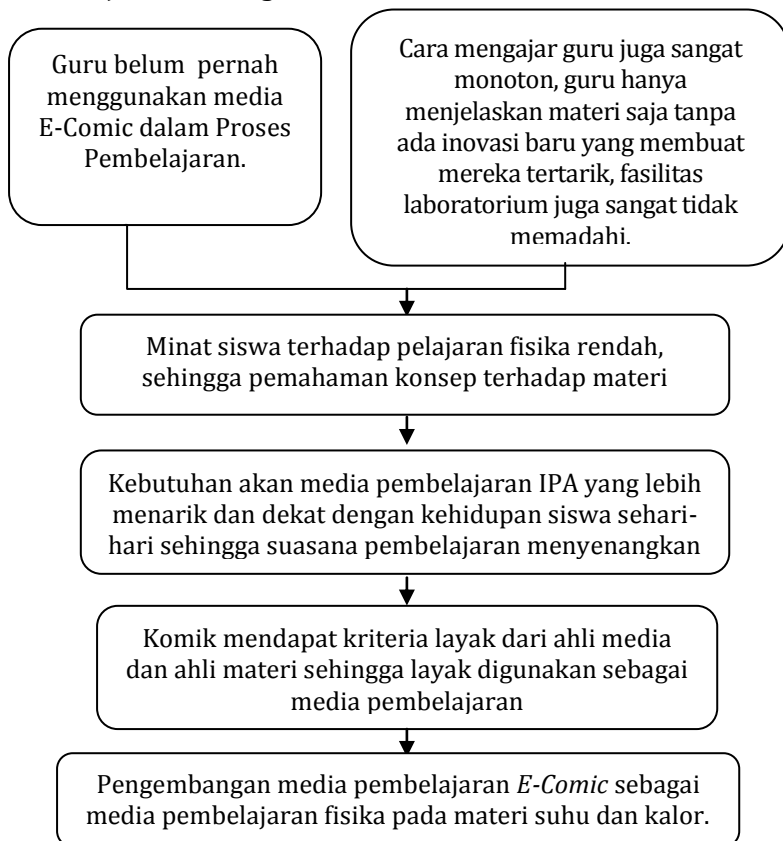 Guru belum pernah
menggunakan media
E-Comic dalam Proses
Pembelajaran.
Cara mengajar guru juga sangat
monoton, guru hanya
menjelaskan materi saja tanpa
ada inovasi baru yang membuat
mereka tertarik, fasilitas
laboratorium juga sangat tidak
memadahi.
Minat siswa terhadap pelajaran fisika rendah,
sehingga pemahaman konsep terhadap materi
Kebutuhan akan media pembelajaran IPA yang lebih
menarik dan dekat dengan kehidupan siswa sehari-
hari sehingga suasana pembelajaran menyenangkan
Komik mendapat kriteria layak dari ahli media
dan ahli materi sehingga layak digunakan sebagai
media pembelajaran
Pengembangan media pembelajaran E-Comic sebagai
media pembelajaran fisika pada materi suhu dan kalor.